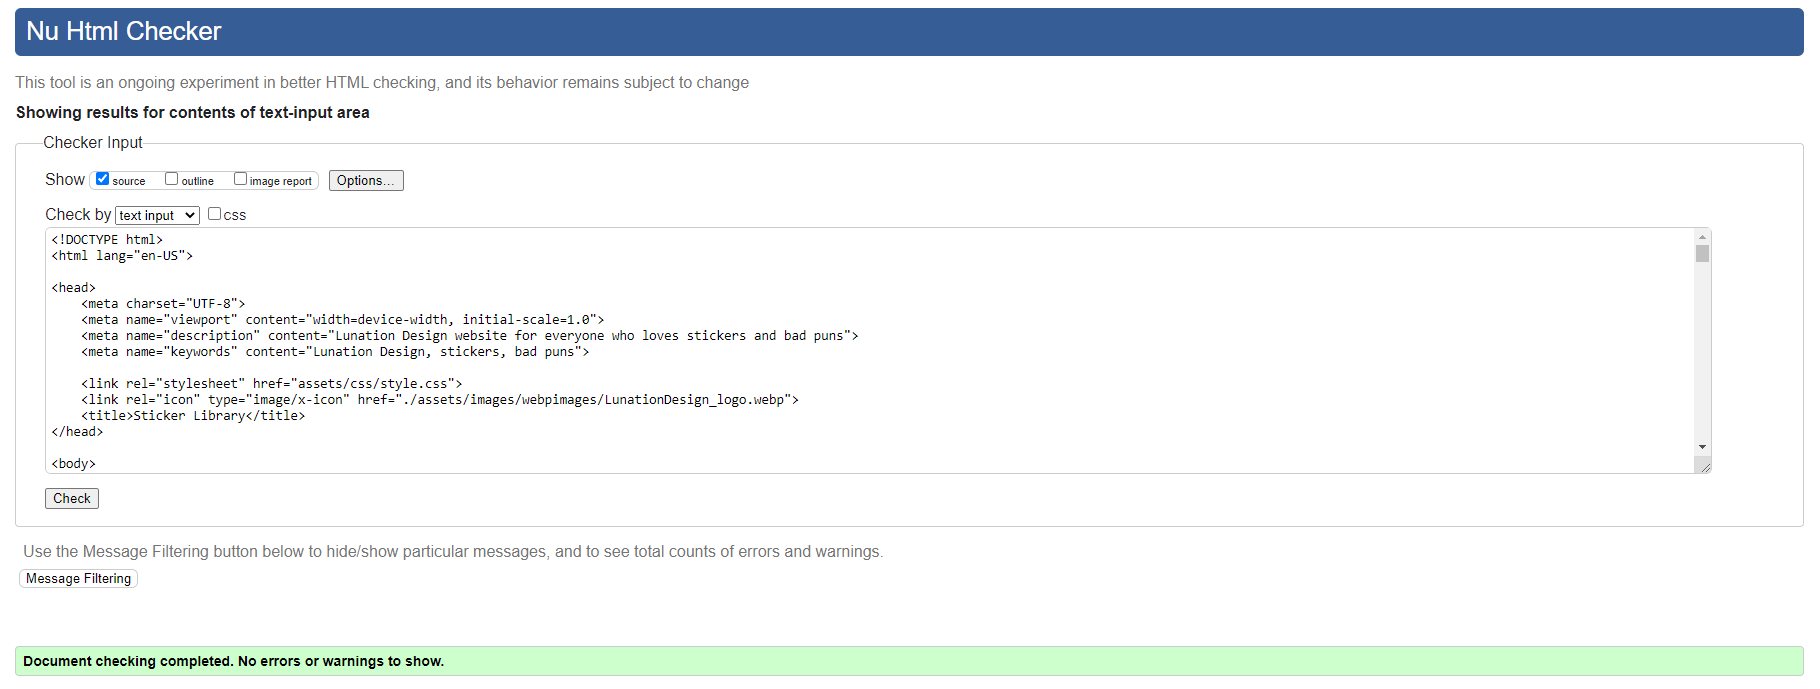 Nu Html Checker
This tool is an ongoing experiment in better HTML checking, and its behavior remains subject to change
Showing results for contents of text-input area
Checker Input
Show source outline image report Options...
Check by text input css
<!DOCTYPE html>
<html lang="en-US">
<head>
    <meta charset="UTF-8">
    <meta name="viewport" content="width=device-width, initial-scale=1.0">
    <meta name="description" content="Lunation Design website for everyone who loves stickers and bad puns">
    <meta name="keywords" content="Lunation Design, stickers, bad puns">
    <link rel="stylesheet" href="assets/css/style.css">
    <link rel="icon" type="image/x-icon" href="./assets/images/webpimages/LunationDesign_logo.webp">
    <title>Sticker Library</title>
</head>
<body>
Check
Use the Message Filtering button below to hide/show particular messages, and to see total counts of errors and warnings.
Message Filtering
Document checking completed. No errors or warnings to show.